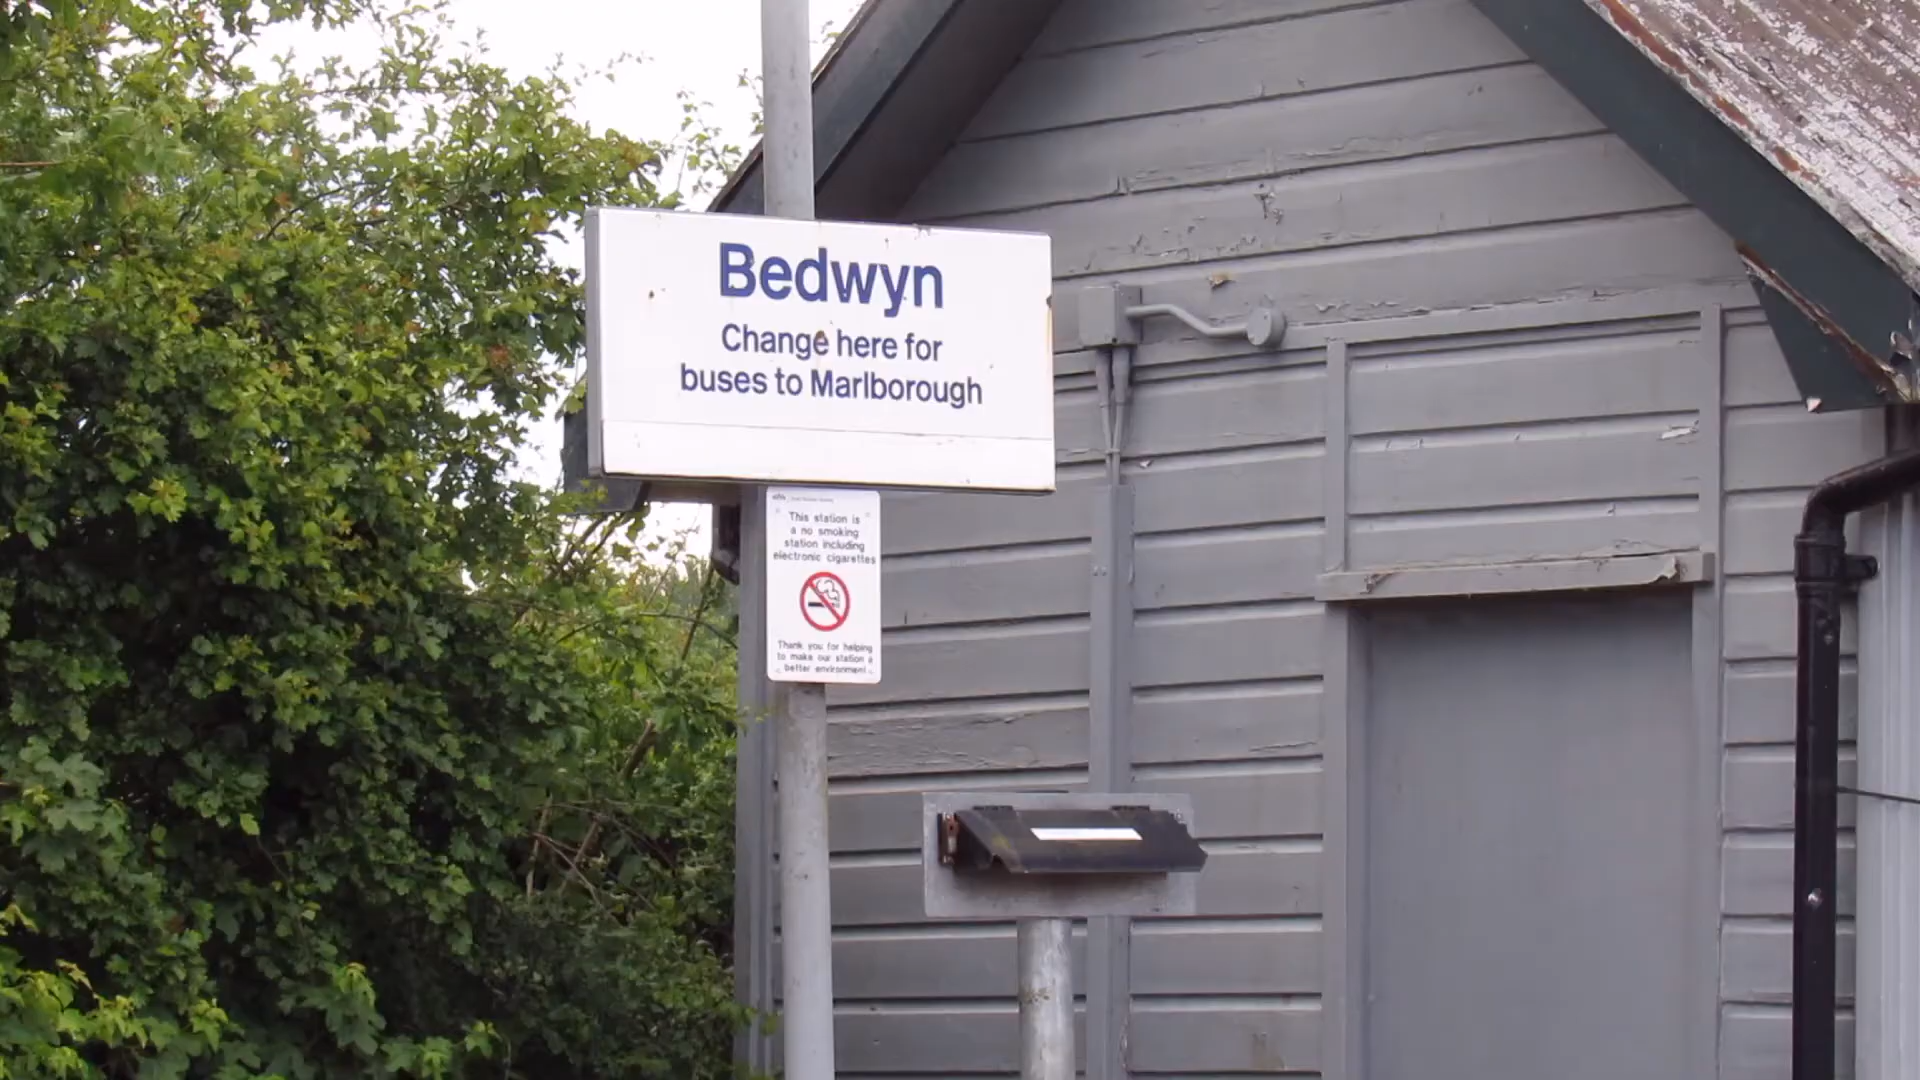 Bedwyn
Change here for
buses to Marlborough
This station is
a no smoking
station including
electronic cigarettes
Thank you for helping
to make our station a
better environment